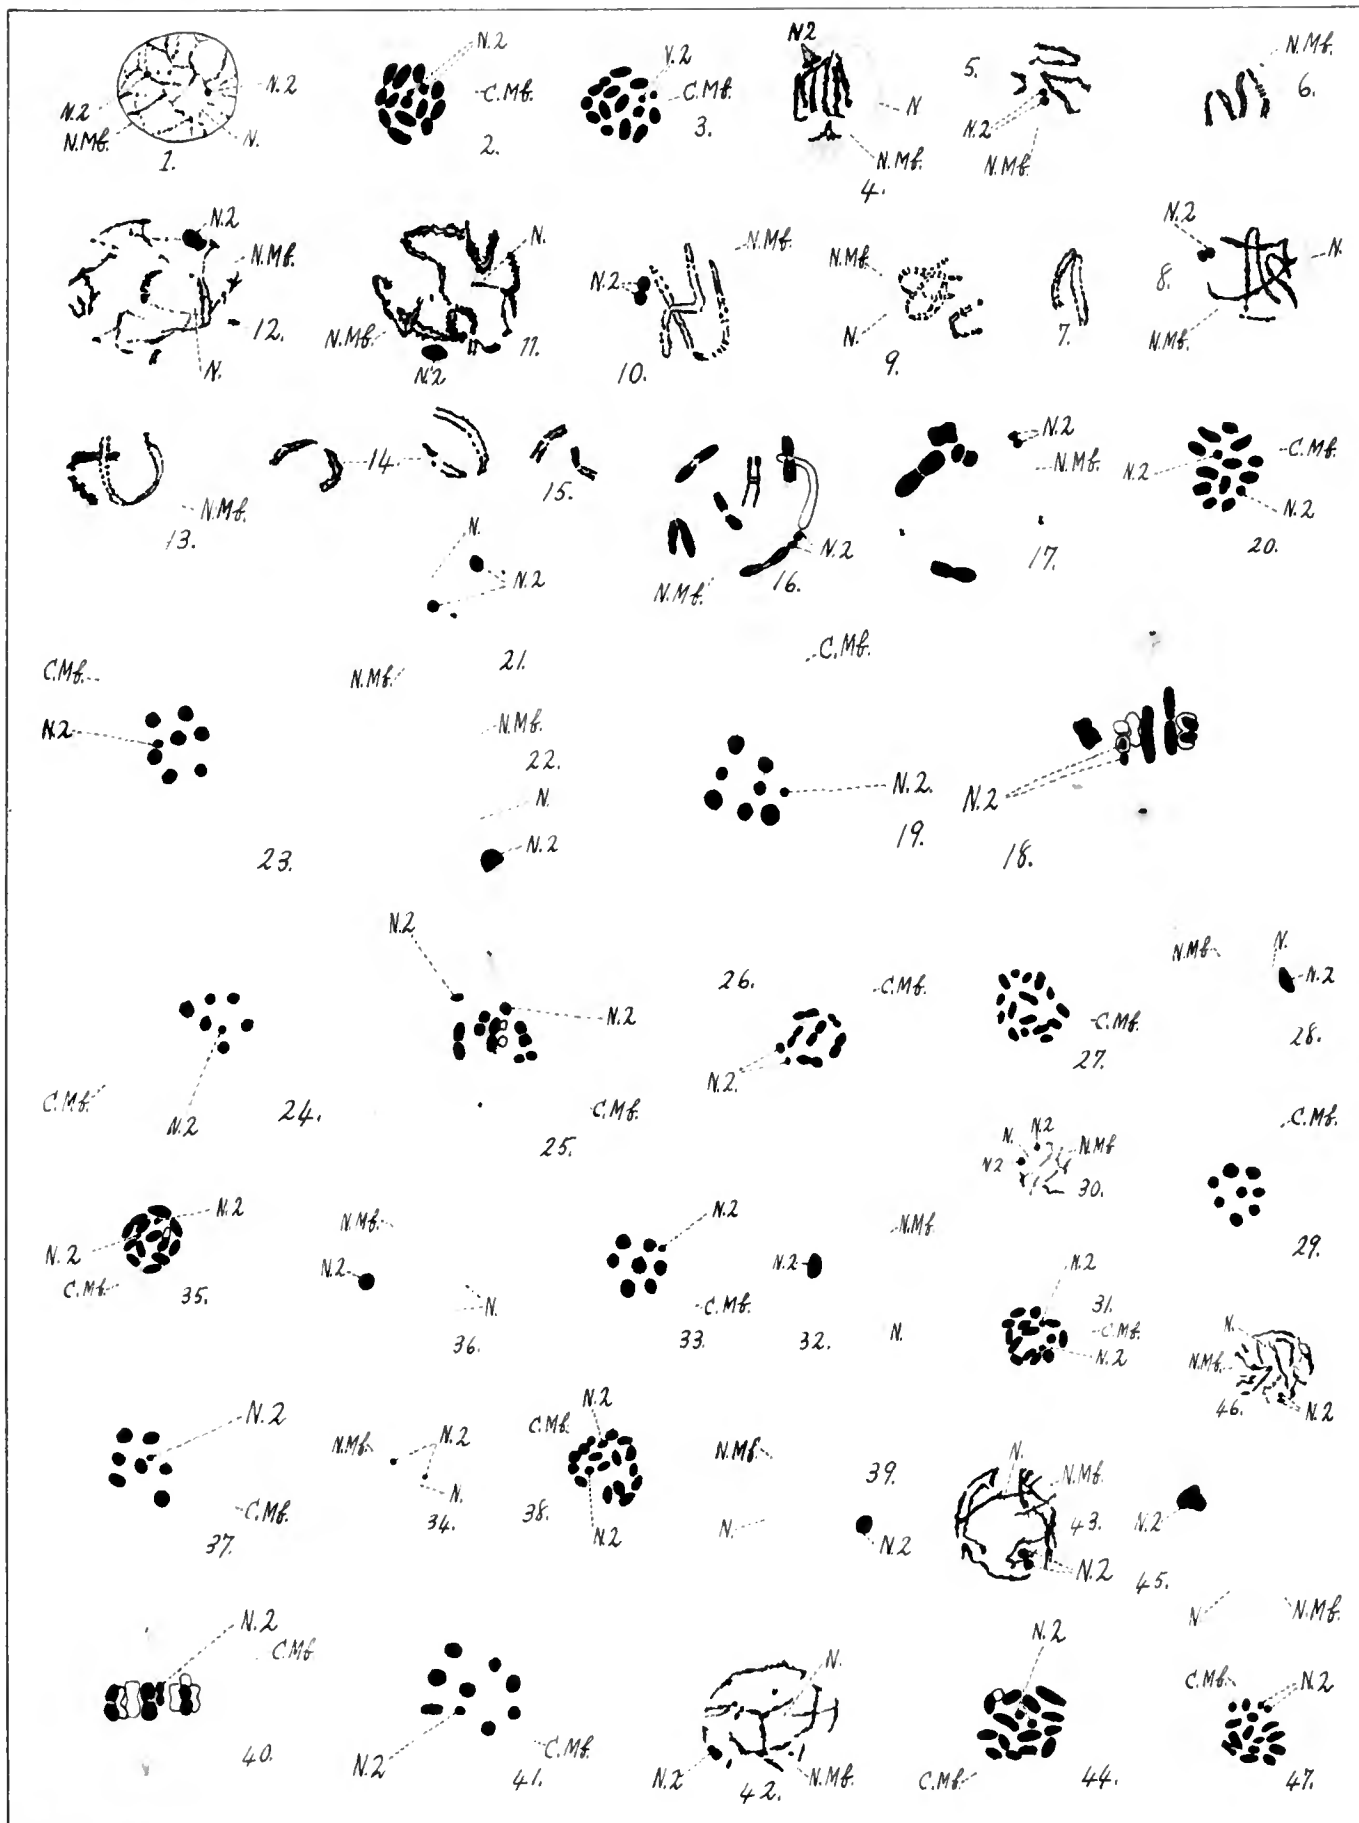 N.2
N.Mb.
1.
N.2
N.
N.2
C.Mb.
2.
V.2
C.Mb.
3.
N2
N
N.Mb.
4.
5.
N.2
N.Mb.
N.Mb.
6.
N.2
N.Mb.
12.
N.
N.
N.Mb.
11.
N.2
N.Mb.
N.2
10.
N.Mb.
N.
9.
7.
N.2
N.
8.
N.Mb.
N.Mb.
13.
14.
15.
N.2
N.Mb.
16.
N.2
N.Mb.
17.
C.Mb.
N.2
N.2
20.
N.
N.2
21.
N.Mb.
C.Mb.
N.2
23.
N.Mb.
22.
N.
N.2
C.Mb.
N.2.
19.
N.2
18.
C.Mb.
N.2
24.
N.2
N.2
C.Mb.
25.
26.
C.Mb.
N.2.
C.Mb.
27.
N.Mb.
N.
N.2
28.
N.2
N.
N2
N.Mb
30.
C.Mb.
29.
N.2
N.2
C.Mb.
35.
N.Mb.
N.2
N.
36.
N.2
C.Mb.
33.
N.Mb.
N.2
32.
N.
N.2
31.
C.Mb.
N.2
N.
N.Mb.
46.
N.2
N.2
C.Mb.
37.
N.Mb.
N.2
N.
34.
N.2
C.Mb.
38.
N.2
N.Mb.
39.
N.
N.2
N.
N.Mb.
43.
N.2
N.2
45.
N
N.Mb.
N.2
C.Mb.
40.
N.2
C.Mb.
41.
N.
N.2
N.Mb.
42.
N.2
C.Mb.
44.
C.Mb.
N.2
47.